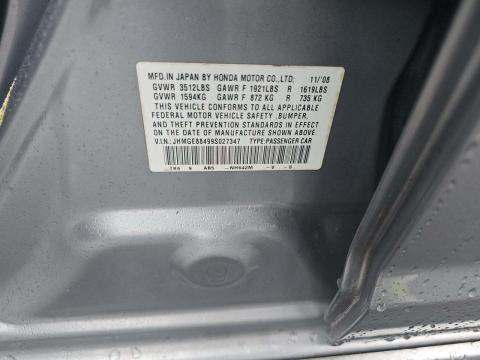 MFD.IN JAPAN BY HONDA MOTOR CO.,LTD. 11/'08
GVWR 3512LBS GAWR F 1921LBS R 1619LBS
GVWR 1594KG GAWR F 872 KG R 735 KG
THIS VEHICLE CONFORMS TO ALL APPLICABLE
FEDERAL MOTOR VEHICLE SAFETY ,BUMPER,
AND THEFT PREVENTION STANDARDS IN EFFECT
ON THE DATE OF MANUFACTURE SHOWN ABOVE.
V.I.N.: JHMGE88499S027347 TYPE:PASSENGER CAR